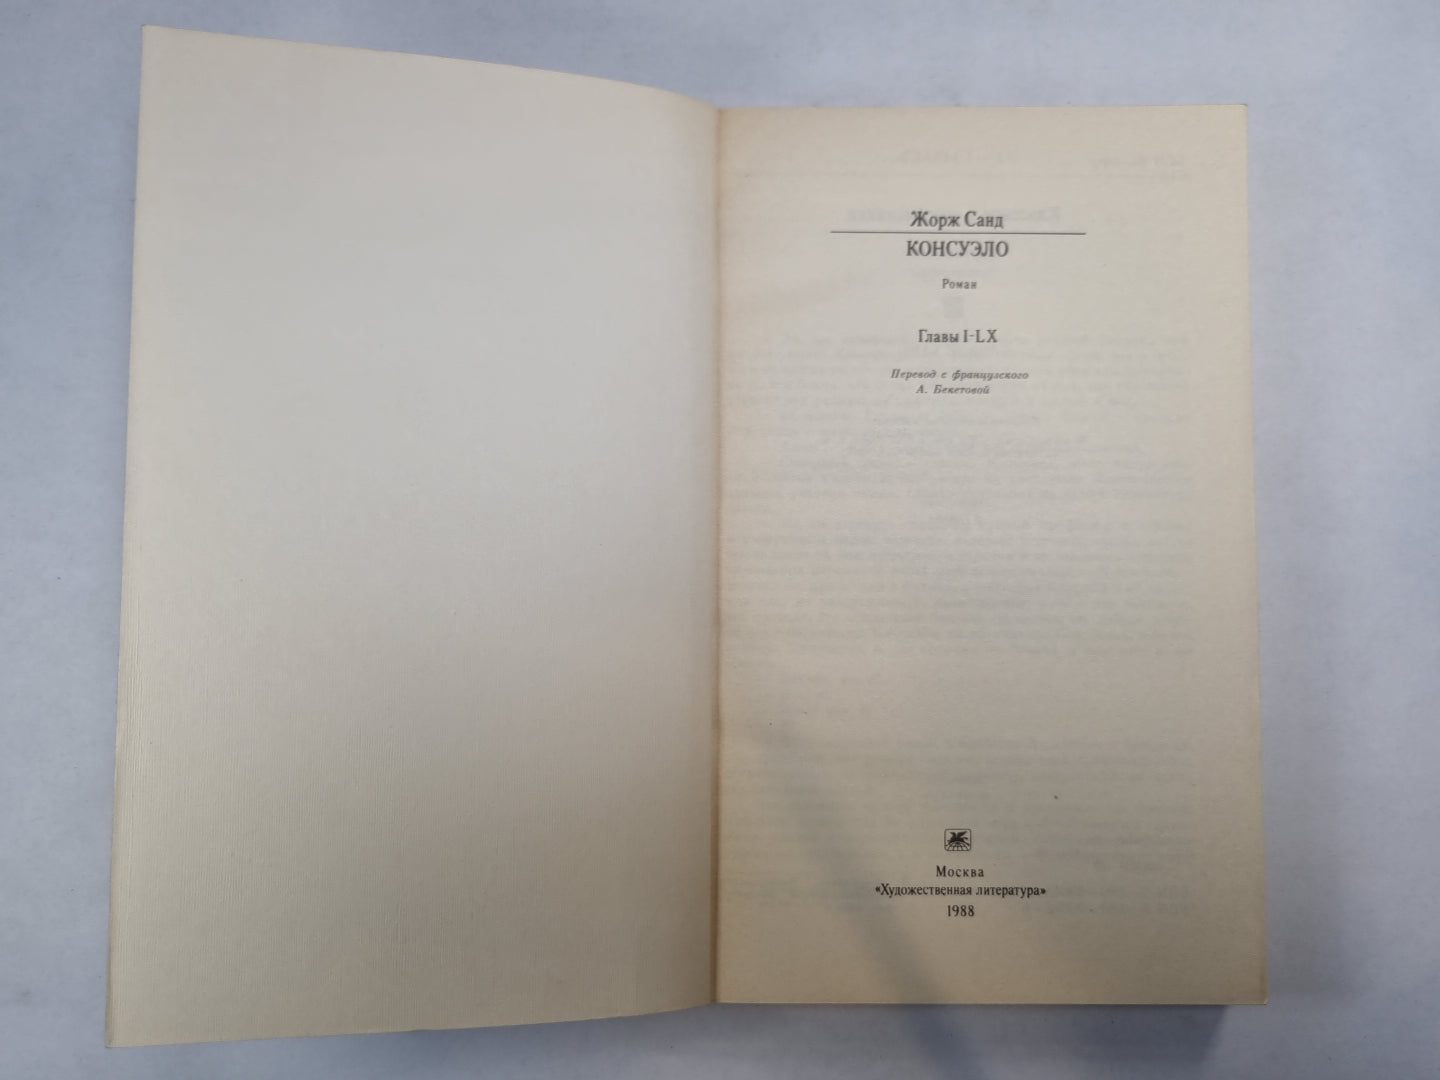 Жорж Санд
КОНСУЭЛО
Роман
Главы I-LX
Перевод с французского
А. Бекетовой
Москва
«Художественная литература»
1988